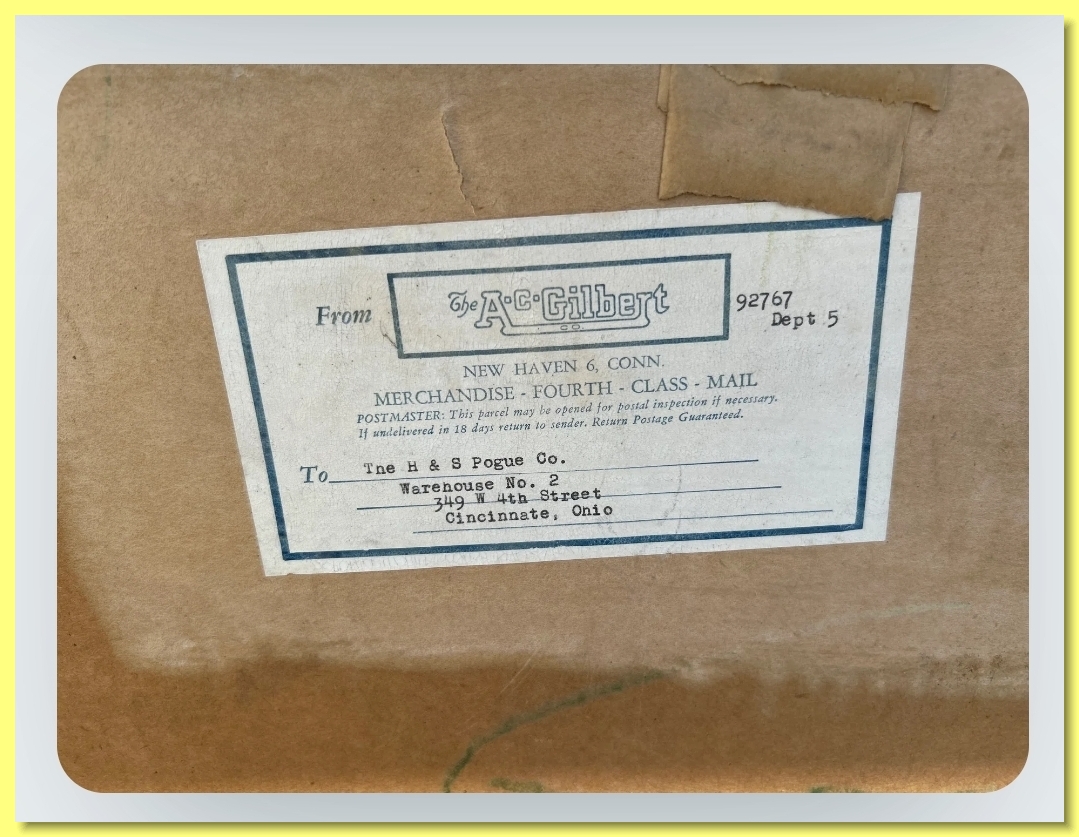 From The A·C·Gilbert Co. 92767
Dept 5
NEW HAVEN 6, CONN.
MERCHANDISE - FOURTH - CLASS - MAIL
POSTMASTER: This parcel may be opened for postal inspection if necessary.
If undelivered in 18 days return to sender. Return Postage Guaranteed.
To Tne H & S Pogue Co.
Warehouse No. 2
349 W 4th Street
Cincinnate, Ohio